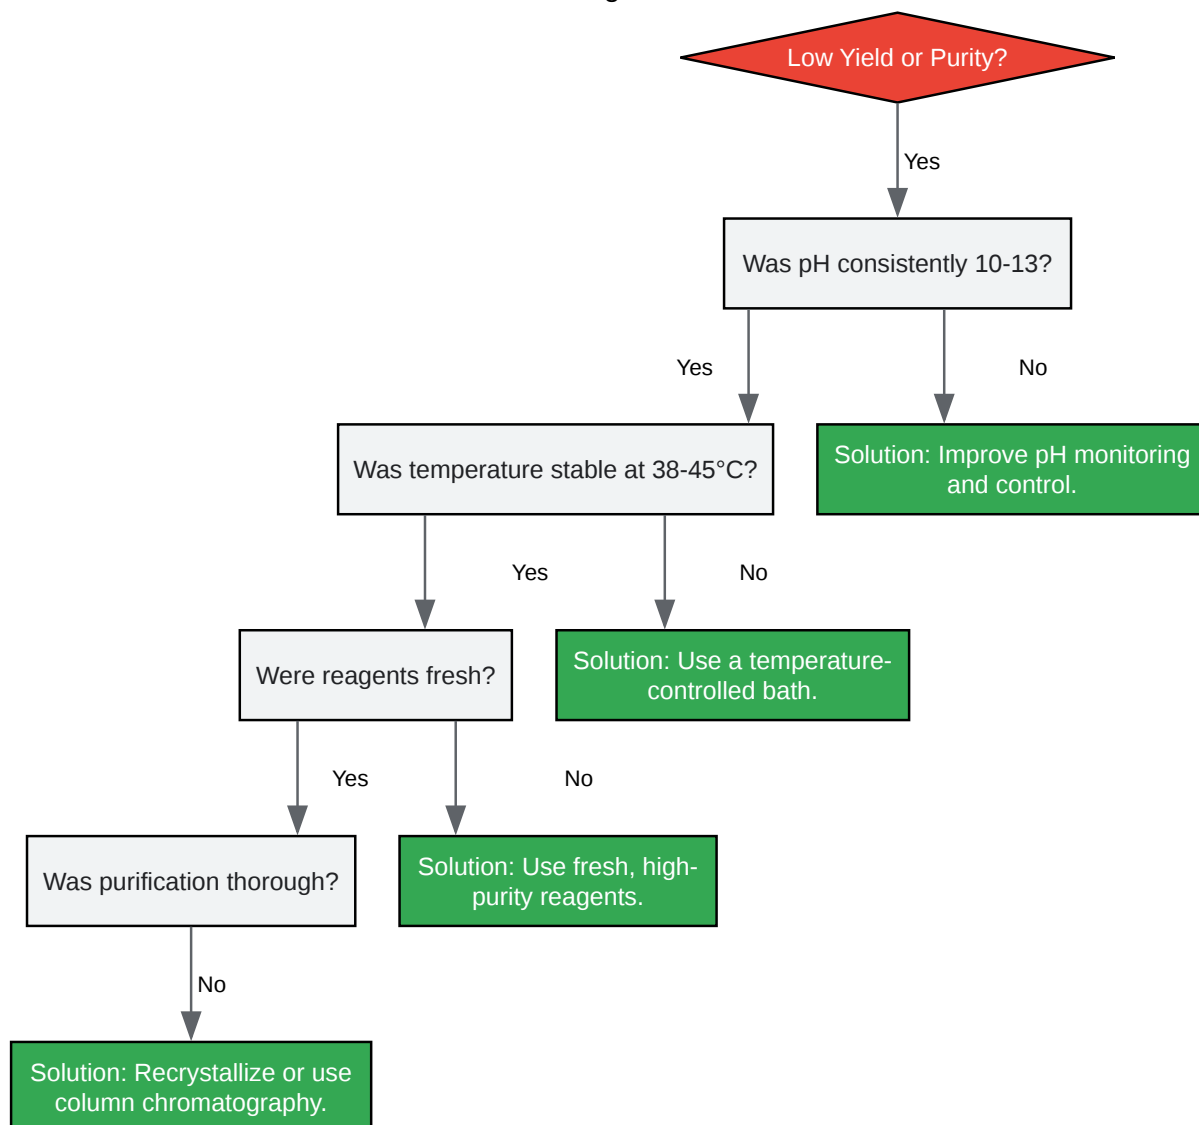 Low Yield or Purity?
Yes
Was pH consistently 10-13?
Yes
No
Was temperature stable at 38-45°C?
Solution: Improve pH monitoring
and control.
Yes
No
Were reagents fresh?
Solution: Use a temperature-
controlled bath.
Yes
No
Was purification thorough?
Solution: Use fresh, high-
purity reagents.
No
Solution: Recrystallize or use
column chromatography.